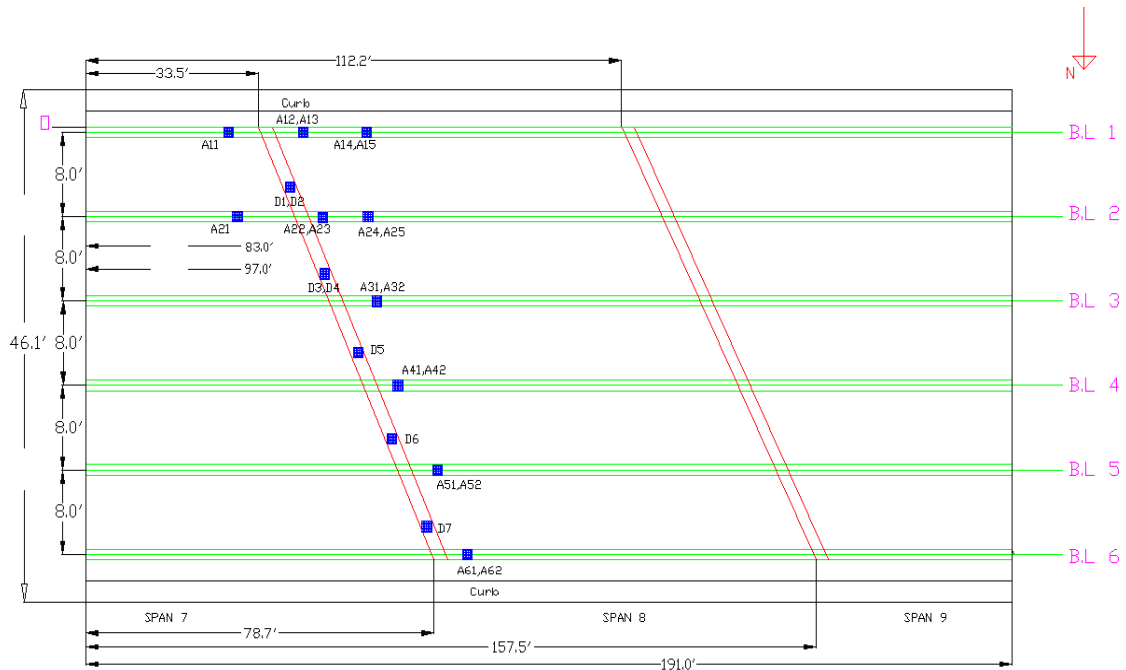 112.2'
33.5'
N
Curb
A12,A13
B.L 1
A11
A14,A15
8.0'
D1,D2
B.L 2
A21
A22,A23
A24,A25
83.0'
8.0'
97.0'
D3,D4
A31,A32
B.L 3
46.1'
8.0'
D5
A41,A42
B.L 4
8.0'
D6
B.L 5
A51,A52
8.0'
D7
B.L 6
A61,A62
Curb
SPAN 7
SPAN 8
SPAN 9
78.7'
157.5'
191.0'